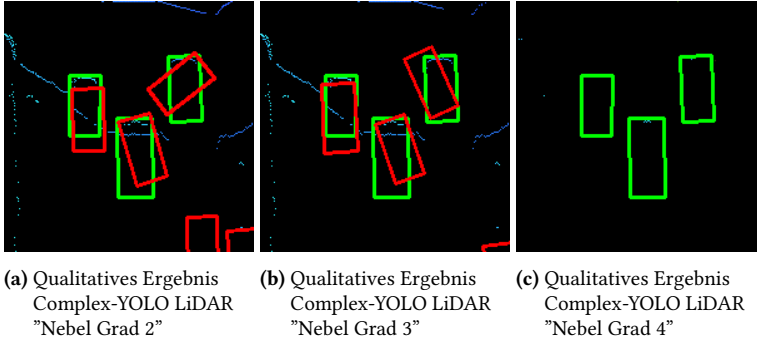 (a) Qualitatives Ergebnis
Complex-YOLO LiDAR
"Nebel Grad 2"
(b) Qualitatives Ergebnis
Complex-YOLO LiDAR
"Nebel Grad 3"
(c) Qualitatives Ergebnis
Complex-YOLO LiDAR
"Nebel Grad 4"